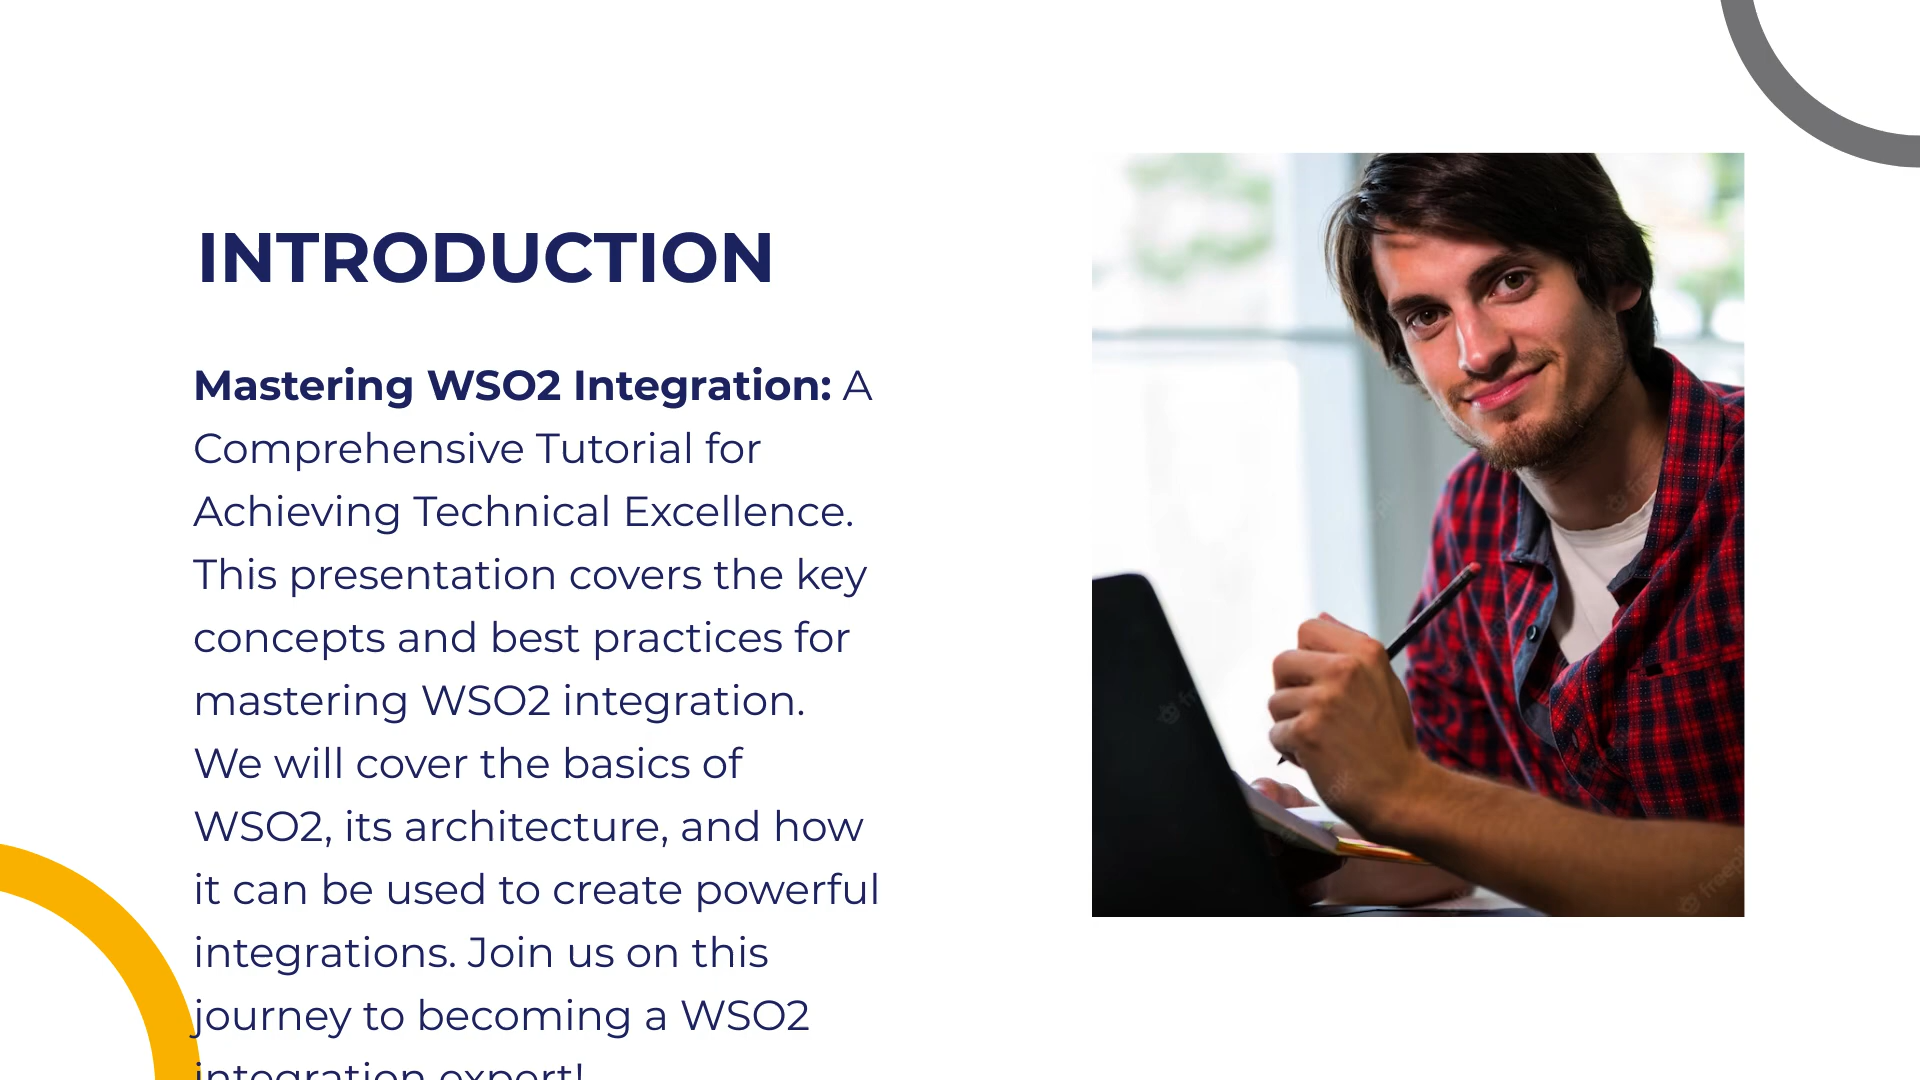 INTRODUCTION
Mastering WSO2 Integration: A
Comprehensive Tutorial for
Achieving Technical Excellence.
This presentation covers the key
concepts and best practices for
mastering WSO2 integration.
We will cover the basics of
WSO2, its architecture, and how
it can be used to create powerful
integrations. Join us on this
journey to becoming a WSO2
integration expert!